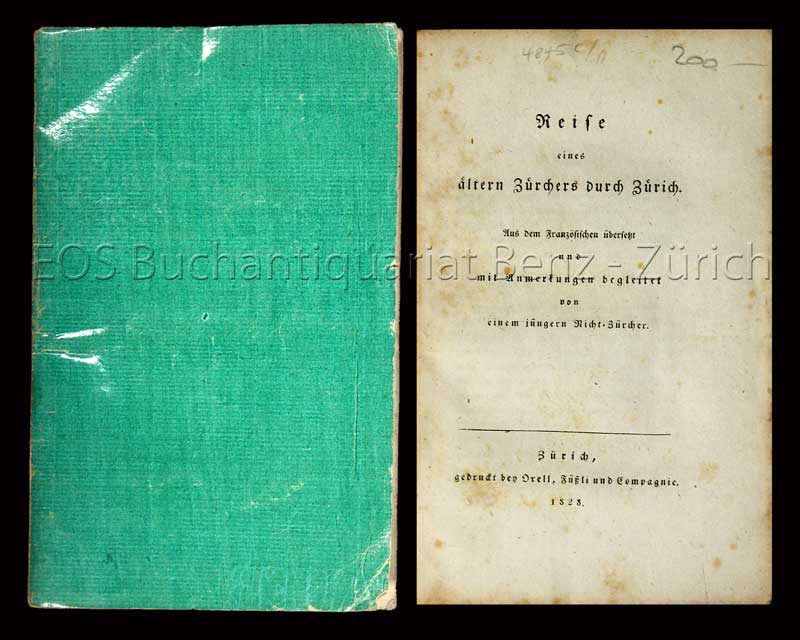 4875 C/
200 —
Reise
eines
ältern Zürchers durch Zürich.
Aus dem Französischen übersetzt
und
mit Anmerkungen begleitet
von
einem jüngern Nicht-Zürcher.
EOS Buchantiquariat Benz - Zürich
Zürich,
gedruckt bey Orell, Füßli und Compagnie.
1828.